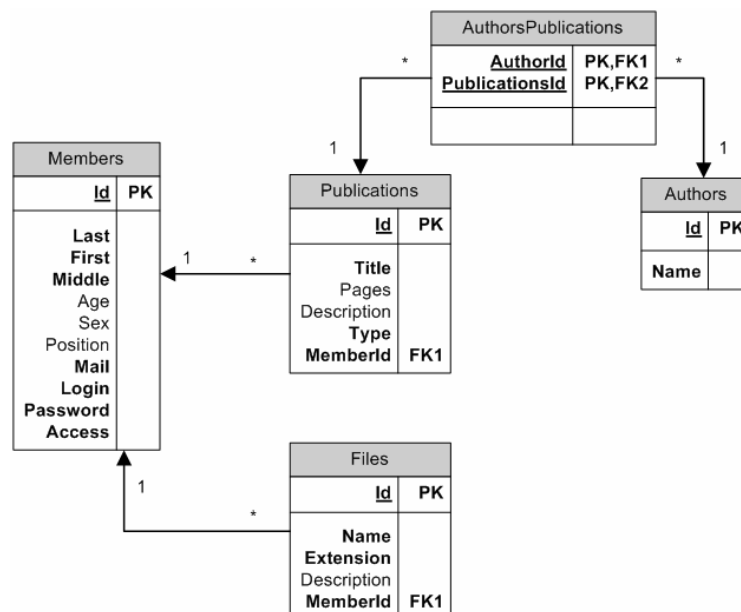 AuthorsPublications
AuthorId PK,FK1
PublicationsId PK,FK2
* *
1 1
Members
Id PK
Last
First
Middle
Age
Sex
Position
Mail
Login
Password
Access
1 *
Publications
Id PK
Title
Pages
Description
Type
MemberId FK1
Authors
Id PK
Name
1 *
Files
Id PK
Name
Extension
Description
MemberId FK1